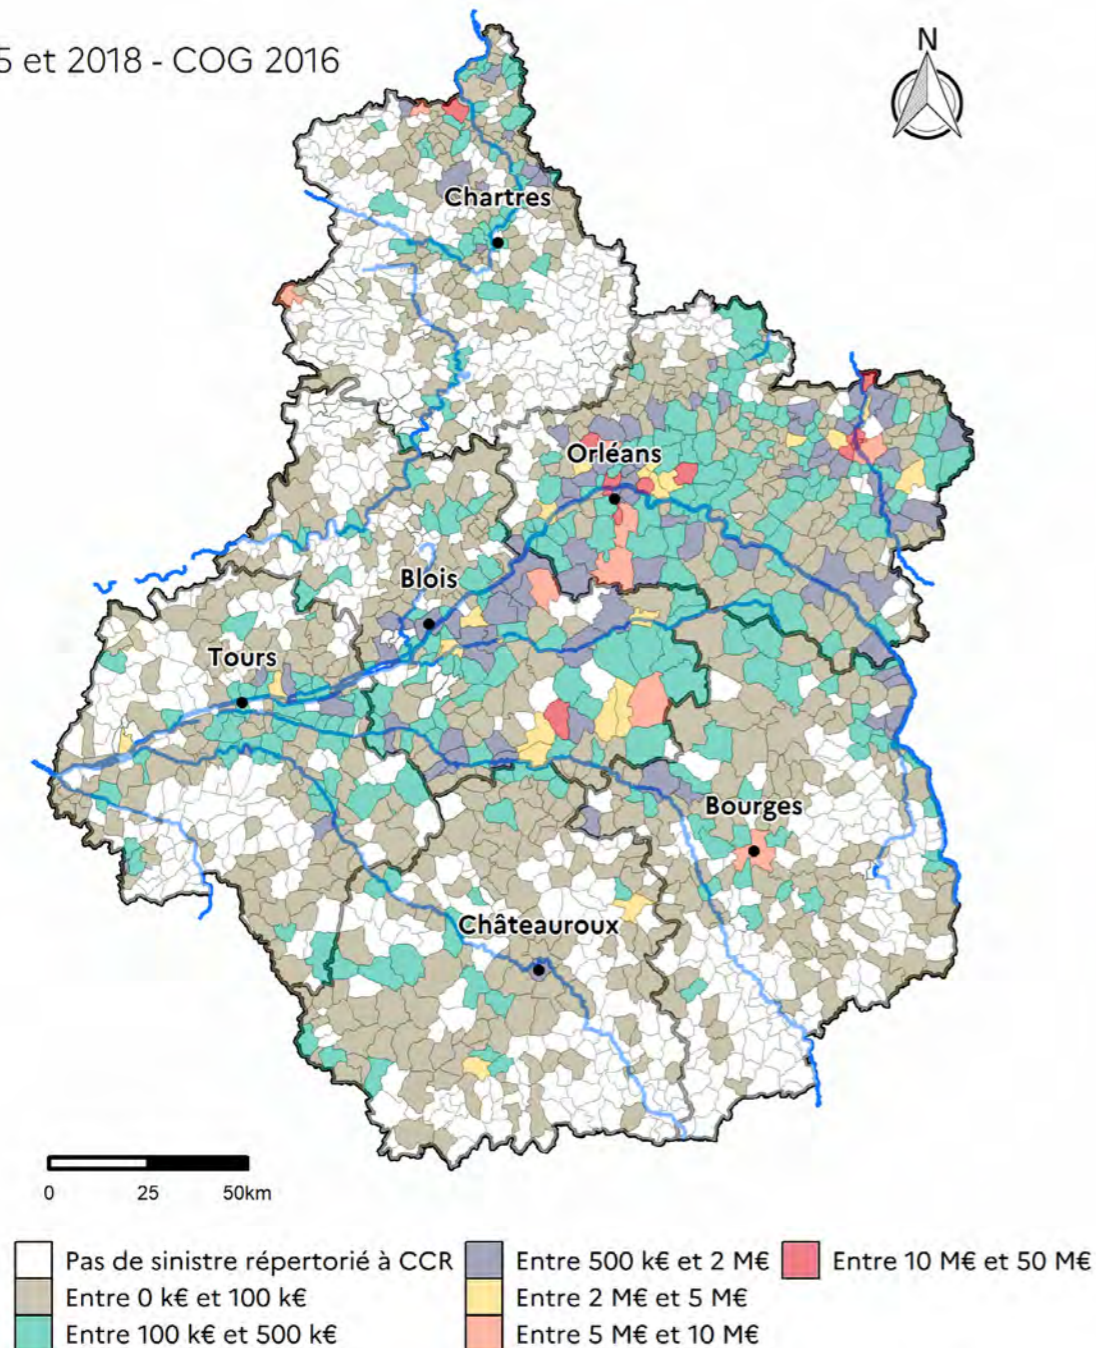 5 et 2018 - COG 2016
N
Chartres
Orléans
Blois
Tours
Bourges
Châteauroux
0 25 50km
Pas de sinistre répertorié à CCR
Entre 0 k€ et 100 k€
Entre 100 k€ et 500 k€
Entre 500 k€ et 2 M€
Entre 2 M€ et 5 M€
Entre 5 M€ et 10 M€
Entre 10 M€ et 50 M€